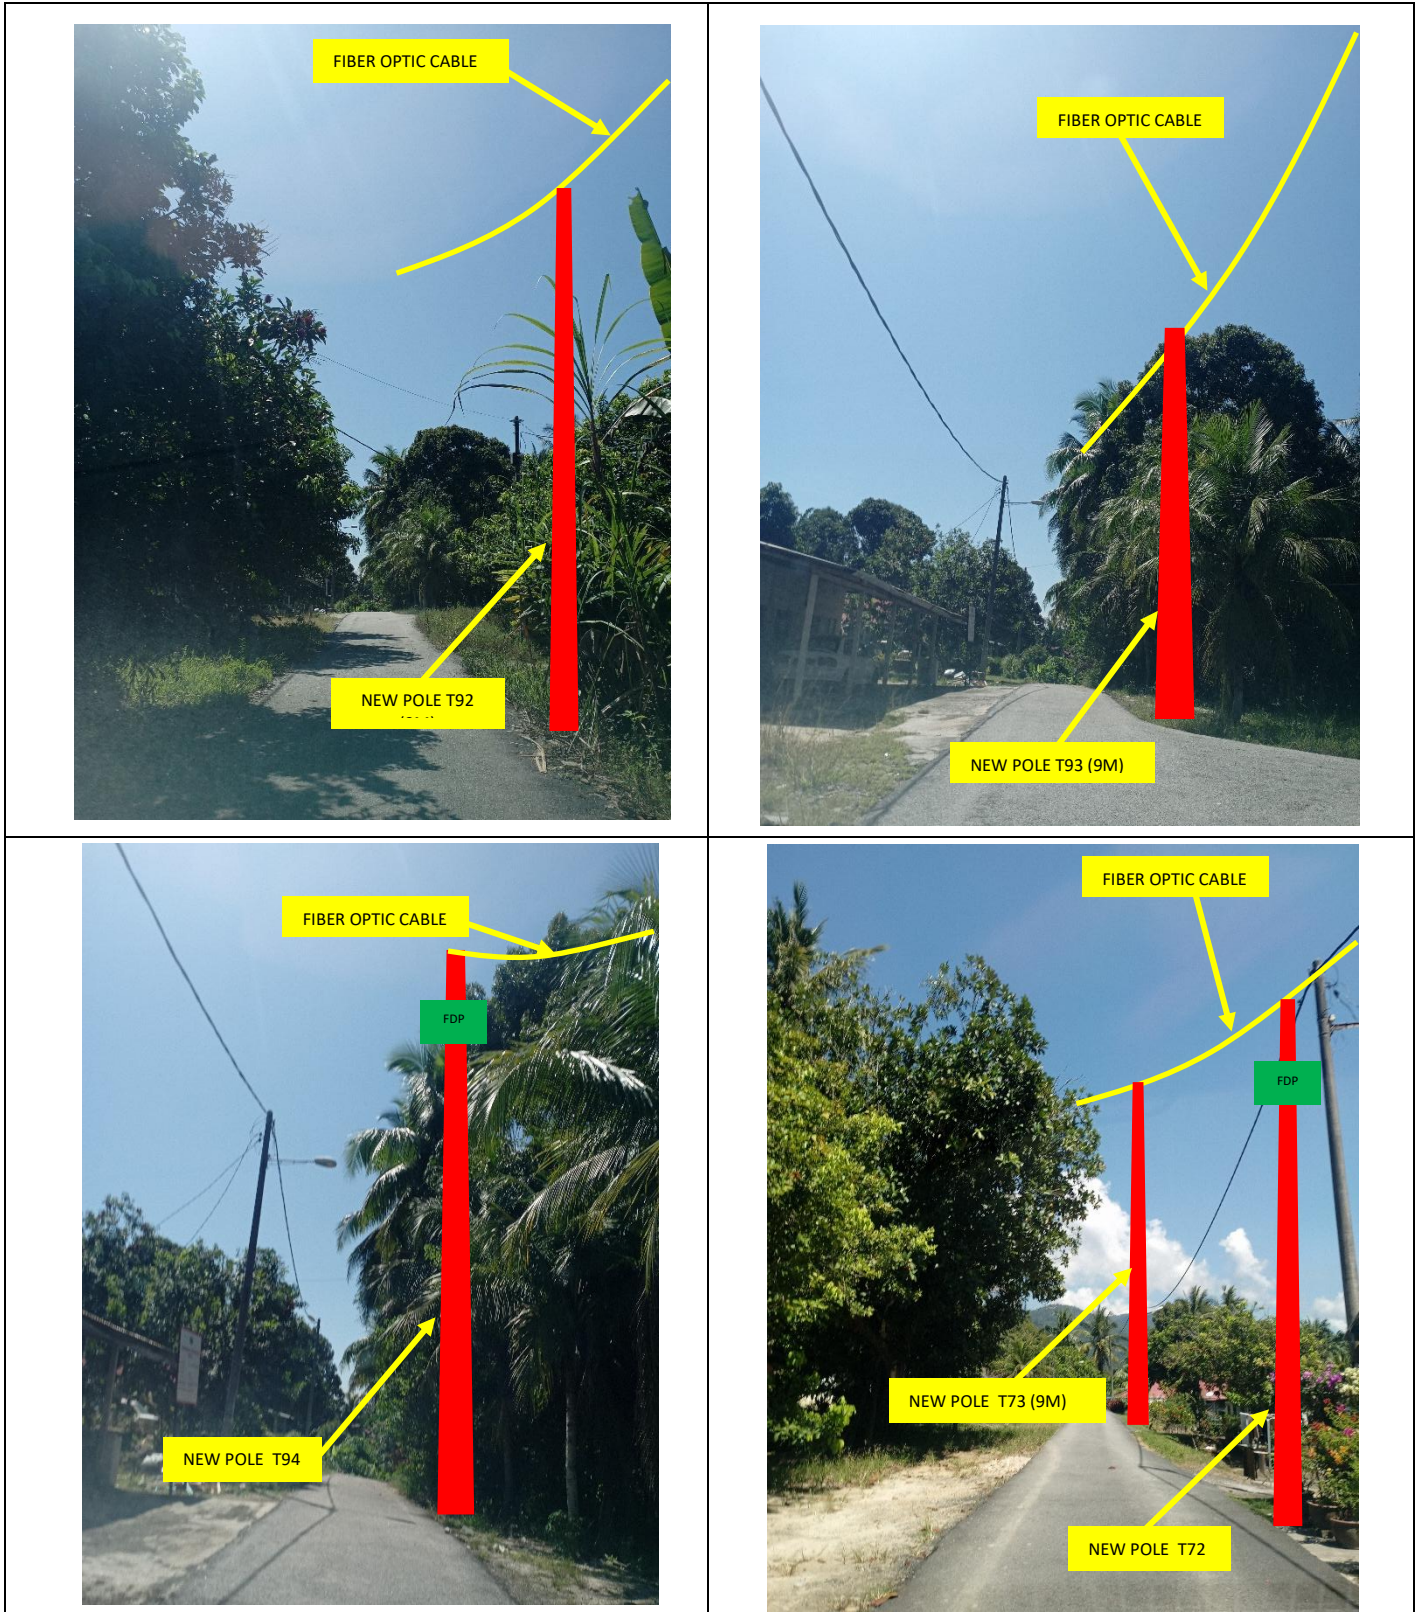 FIBER OPTIC CABLE
NEW POLE T92
FIBER OPTIC CABLE
NEW POLE T93 (9M)
FIBER OPTIC CABLE
FDP
NEW POLE T94
FIBER OPTIC CABLE
FDP
NEW POLE T73 (9M)
NEW POLE T72